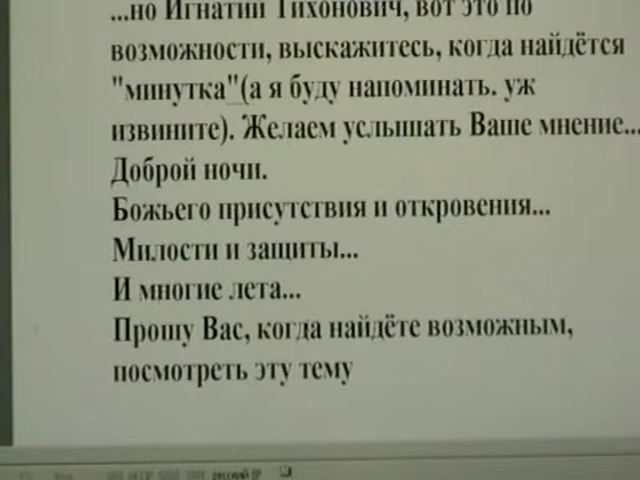 ...но Игнатий Тихонович, вот это по
возможности, выскажитесь, когда найдётся
"минутка"(а я буду напоминать. уж
извините). Желаем услышать Ваше мнение...
Доброй ночи.
Божьего присутствия и откровения...
Милости и защиты...
И многие лета...
Прошу Вас, когда найдёте возможным,
посмотреть эту тему